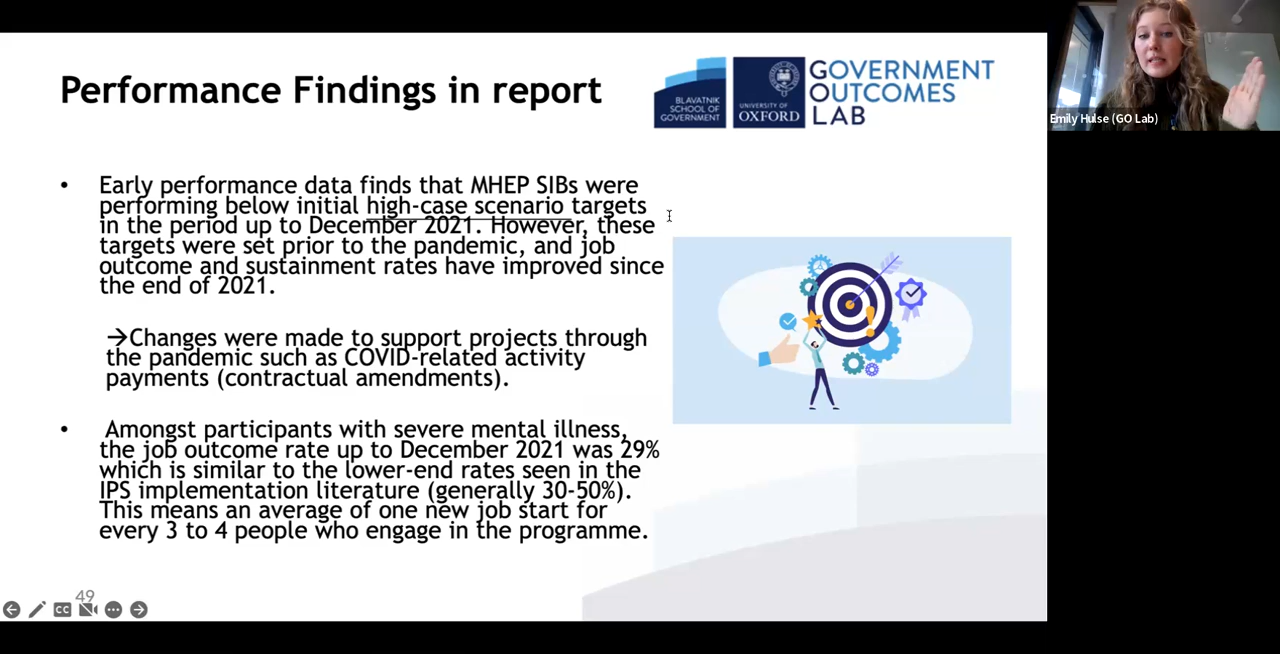 Performance Findings in report
BLAVATNIK
SCHOOL OF
GOVERNMENT
UNIVERSITY OF
OXFORD
GOVERNMENT
OUTCOMES
LAB
Emily Hulse (GO Lab)
• Early performance data finds that MHEP SIBs were
performing below initial high-case scenario targets
in the period up to December 2021. However, these
targets were set prior to the pandemic, and job
outcome and sustainment rates have improved since
the end of 2021.
→Changes were made to support projects through
the pandemic such as COVID-related activity
payments (contractual amendments).
• Amongst participants with severe mental illness,
the job outcome rate up to December 2021 was 29%
which is similar to the lower-end rates seen in the
IPS implementation literature (generally 30-50%).
This means an average of one new job start for
every 3 to 4 people who engage in the programme.
49
CC